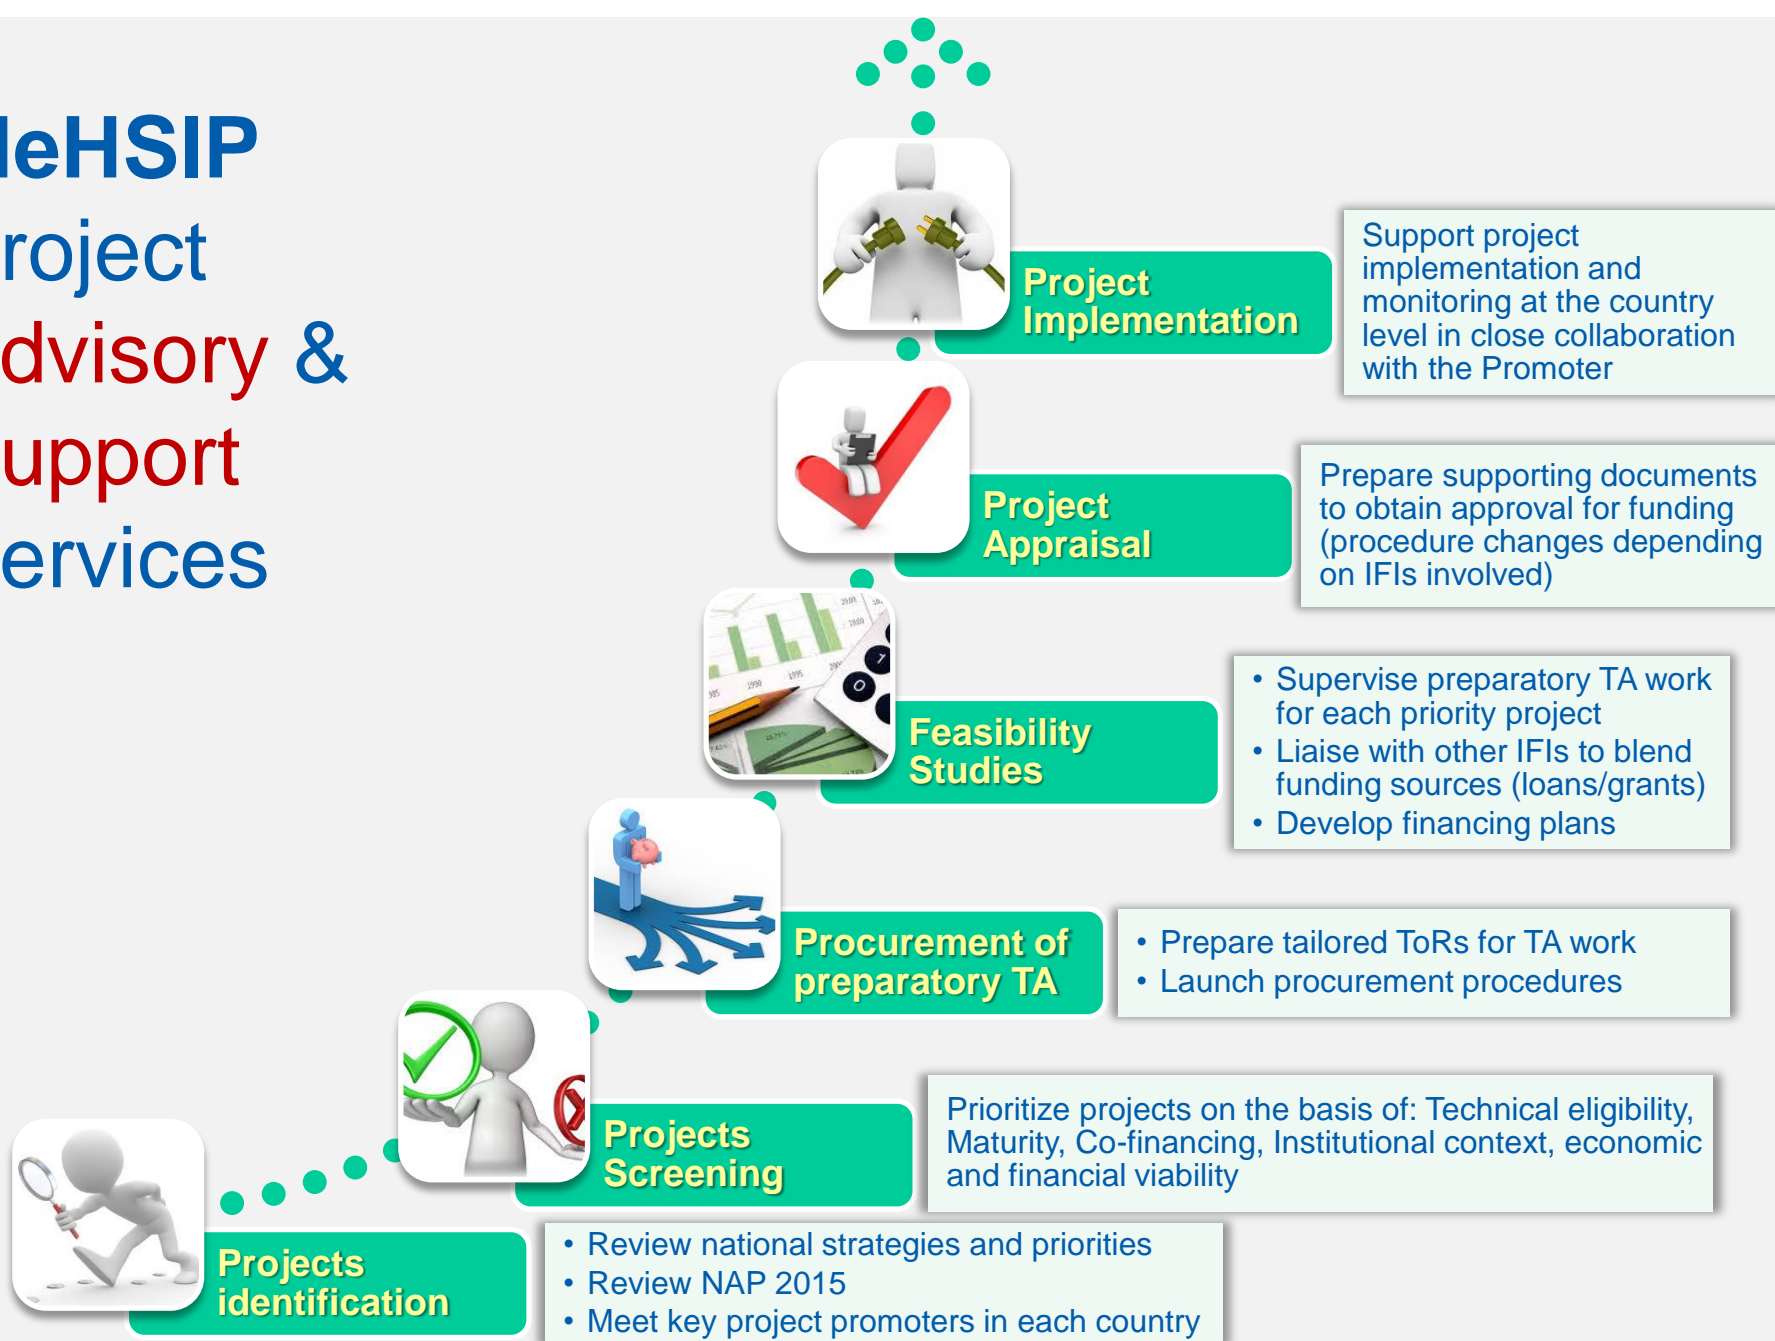 eHSIP
roject
dvisory &
upport
ervices
Project
Implementation
Support project
implementation and
monitoring at the country
level in close collaboration
with the Promoter
Project
Appraisal
Prepare supporting documents
to obtain approval for funding
(procedure changes depending
on IFIs involved)
Feasibility
Studies
• Supervise preparatory TA work
for each priority project
• Liaise with other IFIs to blend
funding sources (loans/grants)
• Develop financing plans
1990
1995
Procurement of
preparatory TA
• Prepare tailored ToRs for TA work
• Launch procurement procedures
Projects
Screening
Prioritize projects on the basis of: Technical eligibility,
Maturity, Co-financing, Institutional context, economic
and financial viability
Projects
identification
• Review national strategies and priorities
• Review NAP 2015
• Meet key project promoters in each country